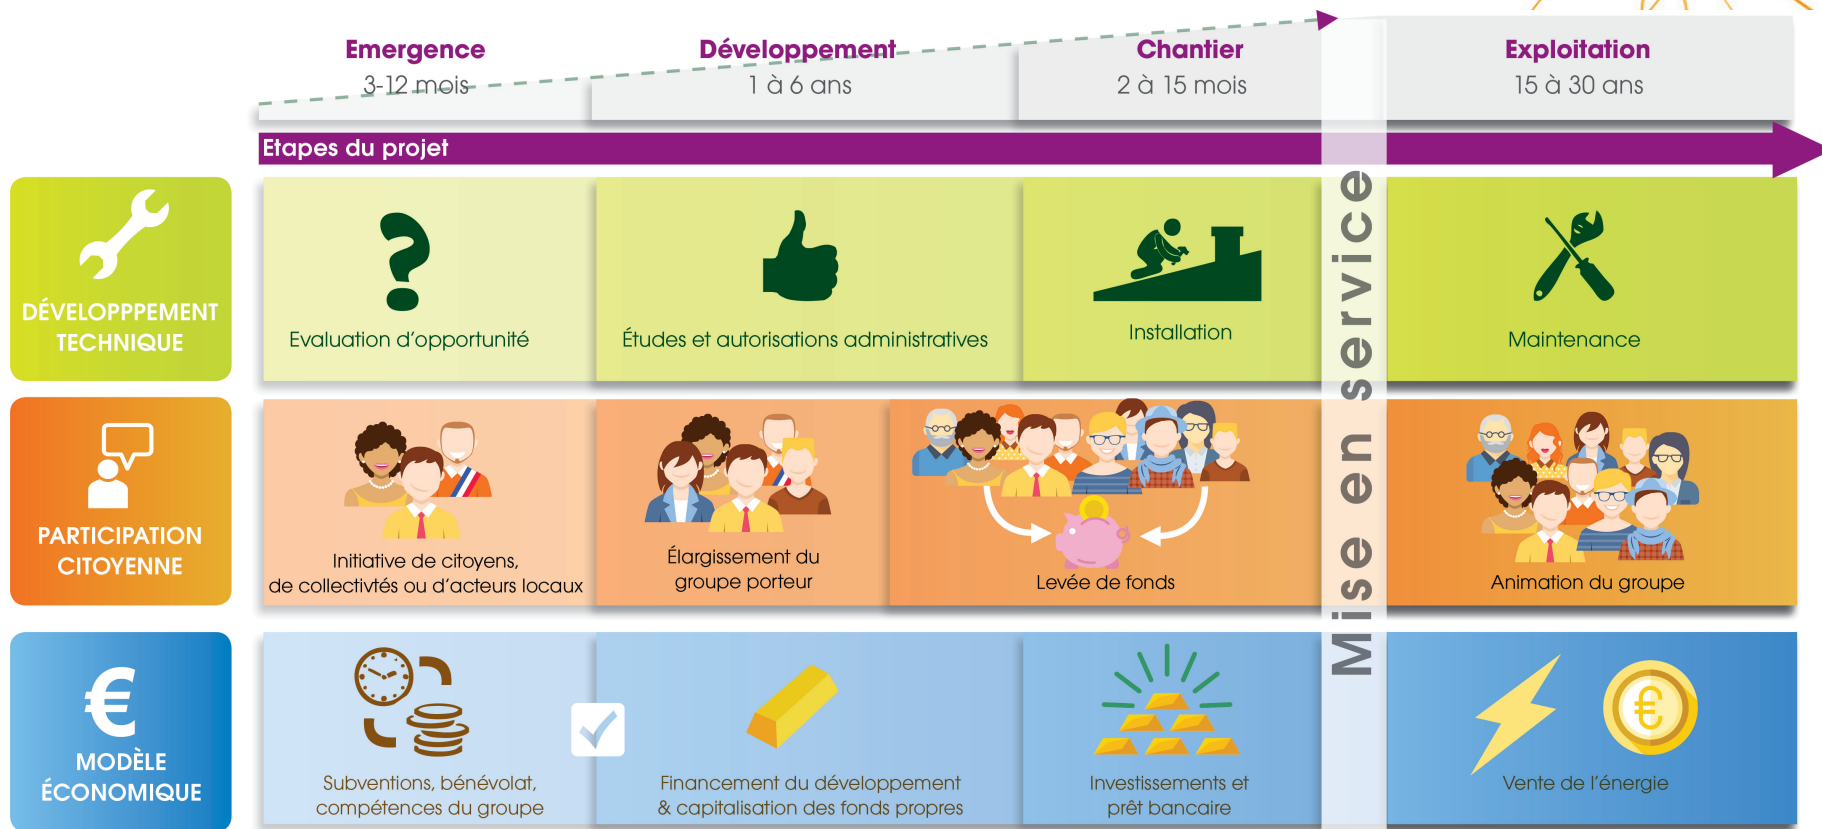 Emergence
3-12 mois
Développement
1 à 6 ans
Chantier
2 à 15 mois
Exploitation
15 à 30 ans
Etapes du projet
Mise en service
DÉVELOPPPEMENT
TECHNIQUE
Evaluation d'opportunité
Études et autorisations administratives
Installation
Maintenance
PARTICIPATION
CITOYENNE
Initiative de citoyens,
de collectivtés ou d'acteurs locaux
Élargissement du
groupe porteur
Levée de fonds
Animation du groupe
€
MODÈLE
ÉCONOMIQUE
Subventions, bénévolat,
compétences du groupe
Financement du développement
& capitalisation des fonds propres
Investissements et
prêt bancaire
€
Vente de l'énergie